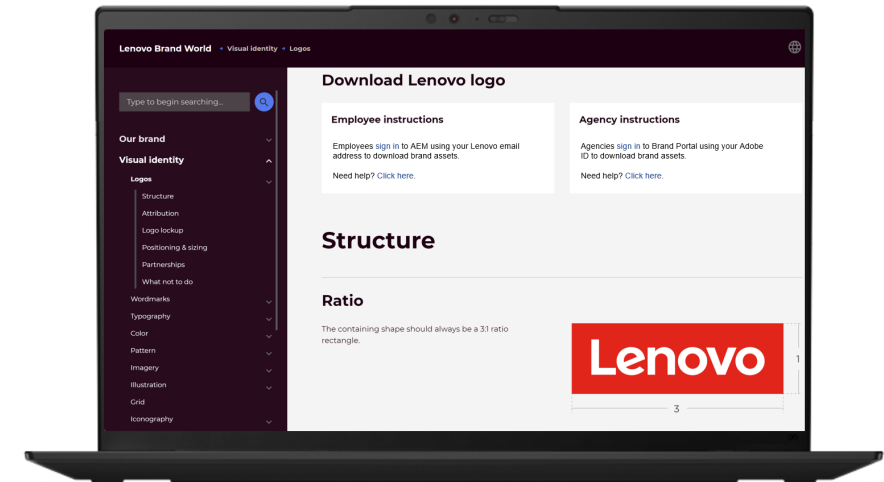 Lenovo Brand World Visual identity Logos
Type to begin searching...
Our brand
Visual identity
Logos
Structure
Attribution
Logo lockup
Positioning & sizing
Partnerships
What not to do
Wordmarks
Typography
Color
Pattern
Imagery
Illustration
Grid
Iconography
Download Lenovo logo
Employee instructions
Employees sign in to AEM using your Lenovo email
address to download brand assets.
Need help? Click here.
Agency instructions
Agencies sign in to Brand Portal using your Adobe
ID to download brand assets.
Need help? Click here.
Structure
Ratio
The containing shape should always be a 3:1 ratio
rectangle.
Lenovo
1
3